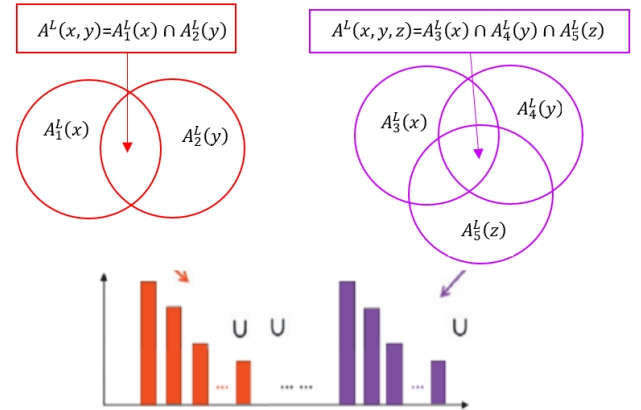 A^L(x, y)=A_1^L(x) ∩ A_2^L(y)
A^L(x, y, z)=A_3^L(x) ∩ A_4^L(y) ∩ A_5^L(z)
A_1^L(x)
A_2^L(y)
A_3^L(x)
A_4^L(y)
A_5^L(z)
∪ ∪ ∪
... ... ... ...